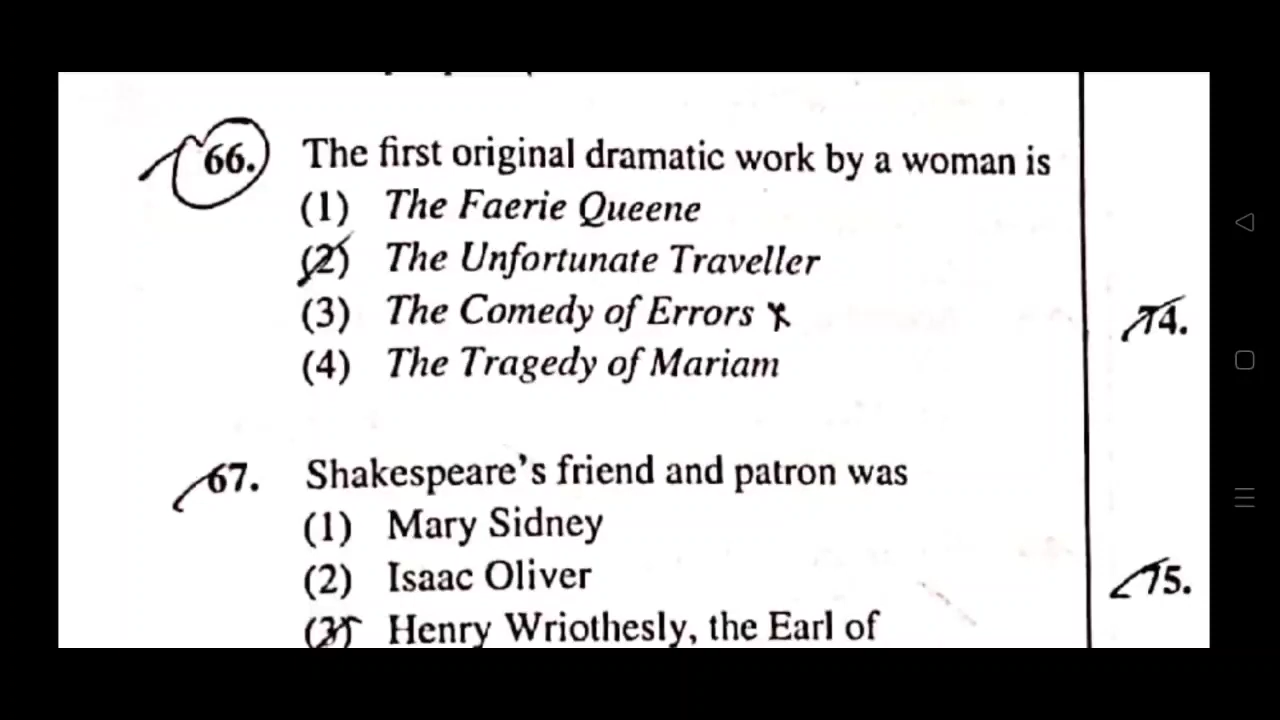 66. The first original dramatic work by a woman is
(1) The Faerie Queene
(2) The Unfortunate Traveller
(3) The Comedy of Errors x
(4) The Tragedy of Mariam
67. Shakespeare's friend and patron was
(1) Mary Sidney
(2) Isaac Oliver
(3) Henry Wriothesly, the Earl of
74.
75.